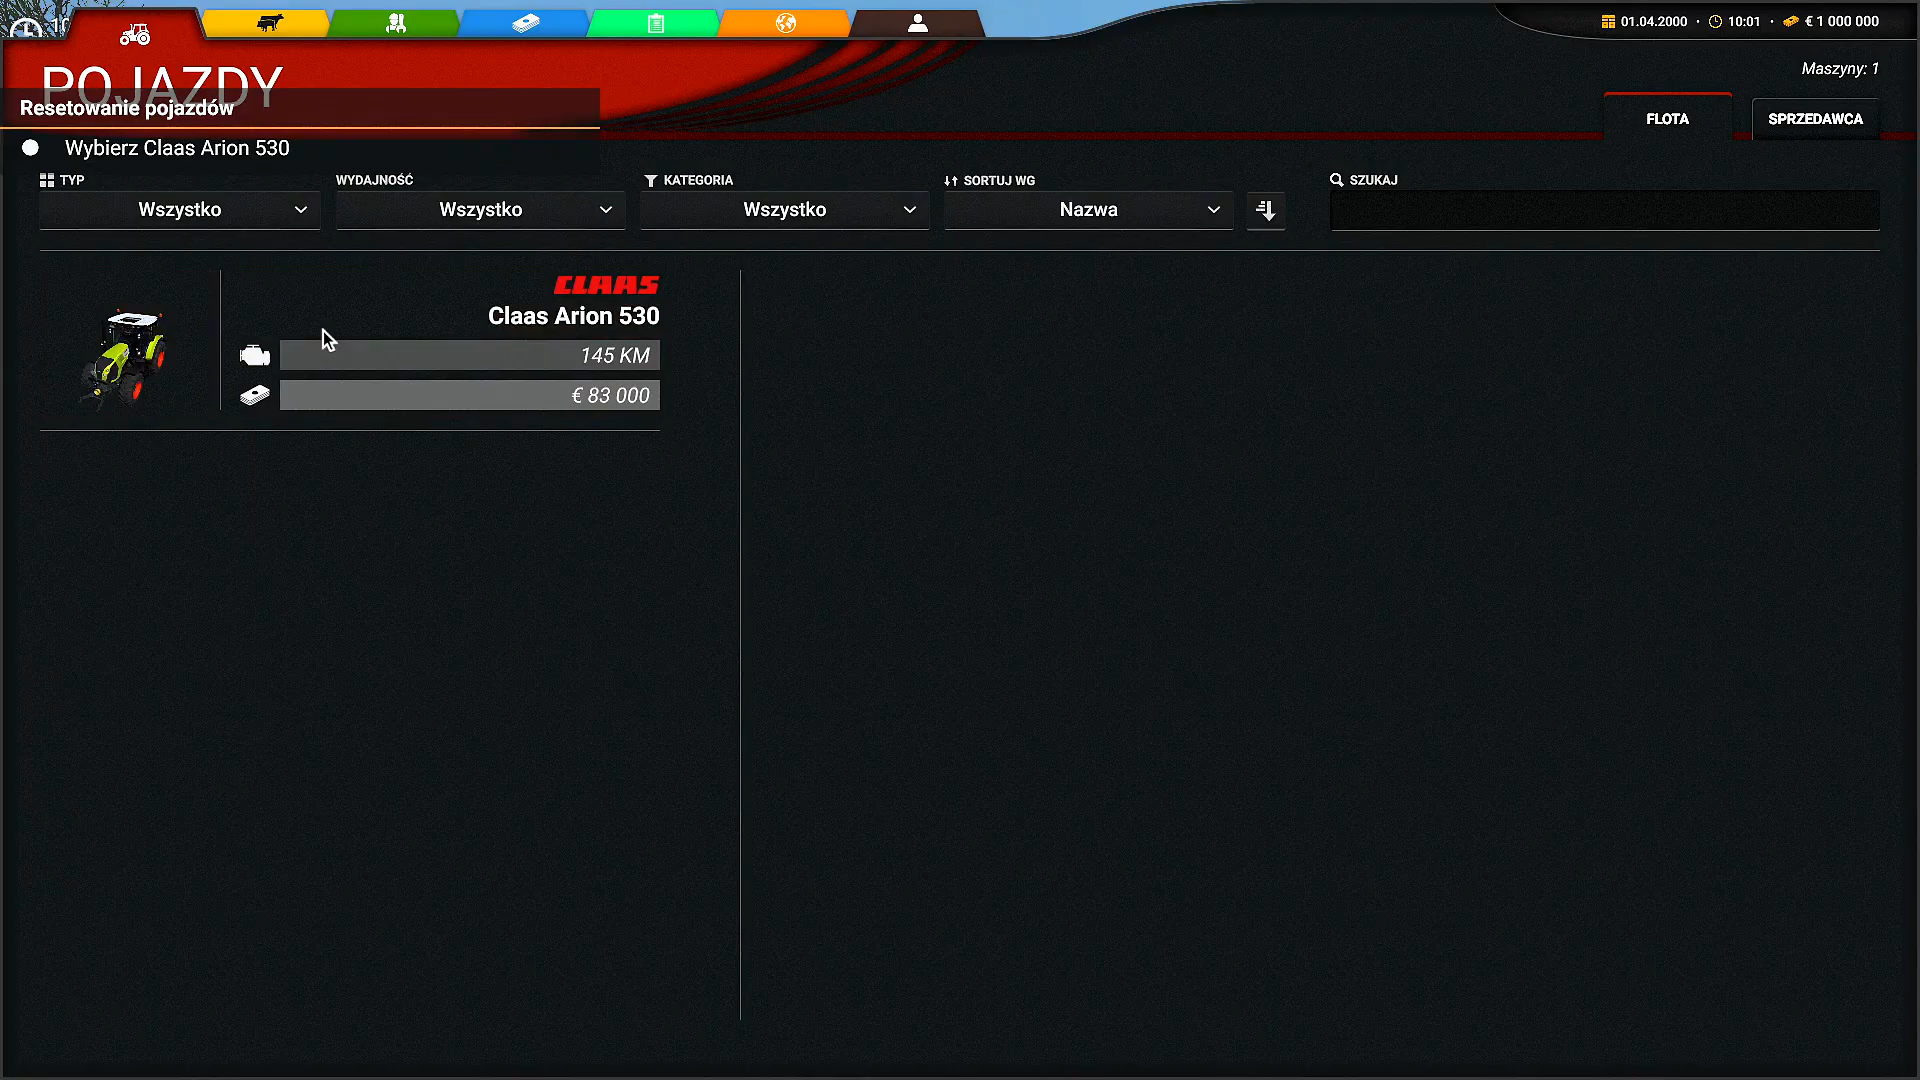 10
01.04.2000 · 10:01 · € 1 000 000
POJAZDY
Maszyny: 1
Resetowanie pojazdów
FLOTA
SPRZEDAWCA
Wybierz Claas Arion 530
TYP
WYDAJNOŚĆ
KATEGORIA
SORTUJ WG
SZUKAJ
Wszystko
Wszystko
Wszystko
Nazwa
CLAAS
Claas Arion 530
145 KM
€ 83 000